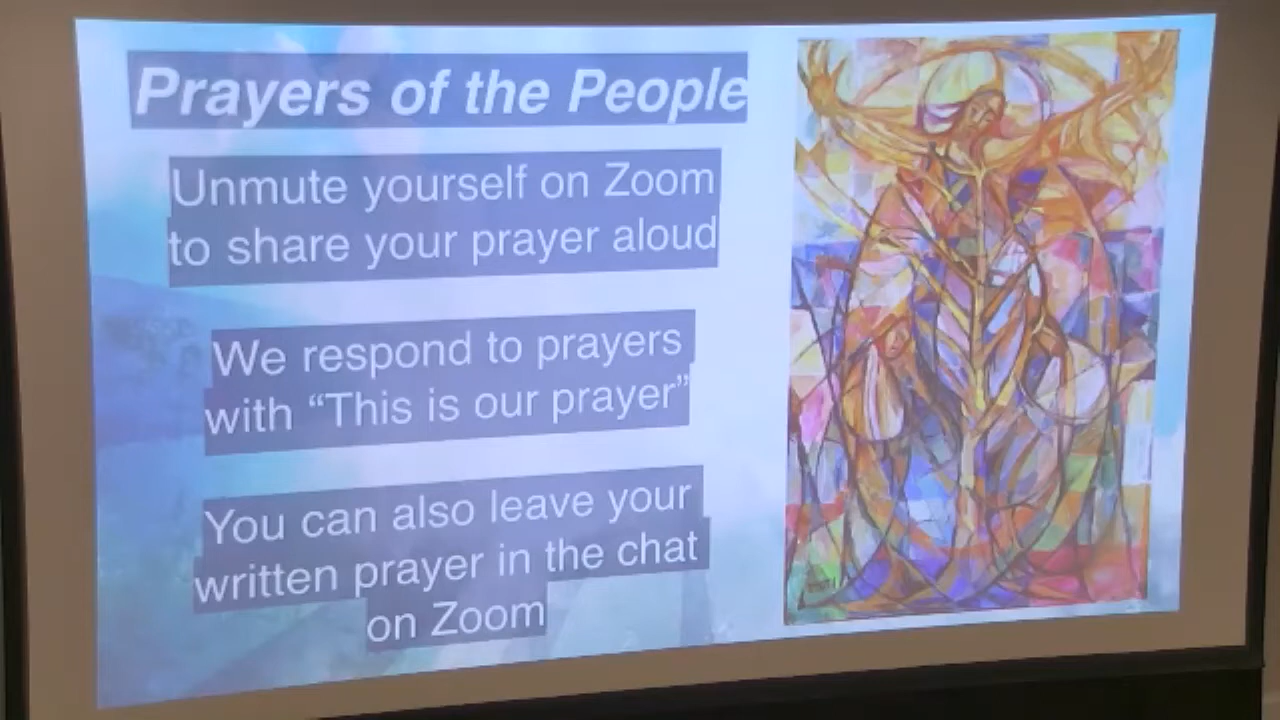 Prayers of the People
Unmute yourself on Zoom
to share your prayer aloud
We respond to prayers
with “This is our prayer”
You can also leave your
written prayer in the chat
on Zoom